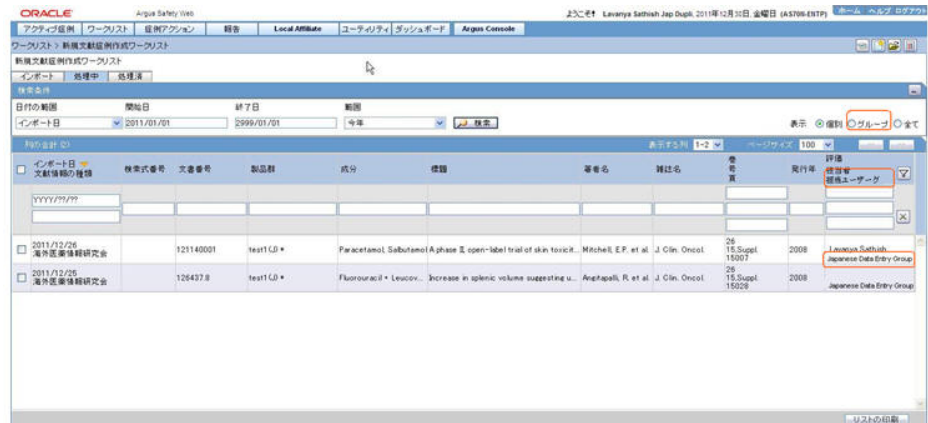 ORACLE Argus Safety Web ようこそ! Lavanya Sathish Jap Dupli, 2011年12月30日, 金曜日 (AS70II-ENTP) ホーム ヘルプ ログアウト
アクティブ症例 ワークリスト 症例アクション 報告 Local Affiliate ユーティリティ ダッシュボード Argus Console
ワークリスト > 新規文献症例作成ワークリスト
新規文献症例作成ワークリスト
インポート 処理中 処理済
検索条件
日付の範囲 開始日 終了日 範囲
インポート日 2011/01/01 2999/01/01 今年 検索 表示 個別 グループ 全て
列の合計 (2) 表示する列 1-2 ページサイズ 100
インポート日 文献情報の種類 検索式番号 文書番号 製品群 成分 標題 著者名 雑誌名 巻 号 頁 発行年 評価 担当者 担当ユーザーグ
YYYY/??/??
2011/12/26 海外医薬情報研究会 121140001 test1 (J) * Paracetamol, Salbutamol A phase II open-label trial of skin toxicit... Mitchell, E.P. et al. J. Clin. Oncol. 26 15,Suppl. 15007 2008 Lavanya Sathish Japanese Data Entry Group
2011/12/25 海外医薬情報研究会 126437.8 test1 (J) * Fluorouracil • Leucov... Increase in splenic volume suggesting u... Angitapalli, R. et al. J. Clin. Oncol. 26 15,Suppl. 15028 2008 Japanese Data Entry Group
リストの印刷